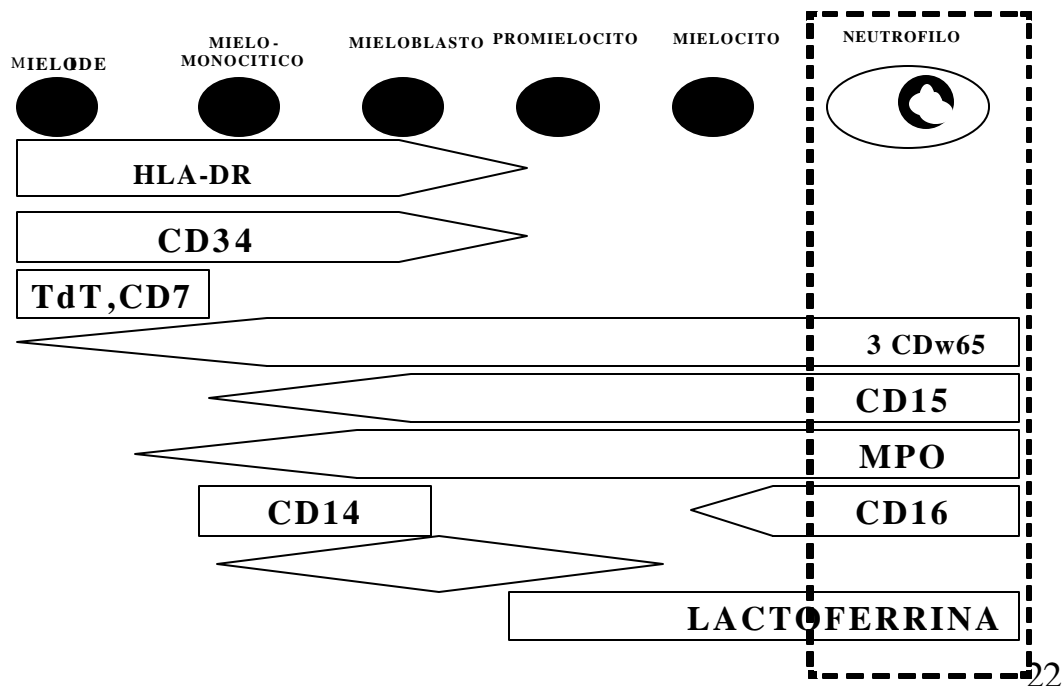 MIELOIDE
MIELO-
MONOCITICO
MIELOBLASTO
PROMIELOCITO
MIELOCITO
NEUTROFILO
HLA-DR
CD34
TdT,CD7
3 CDw65
CD15
MPO
CD14
CD16
LACTOFERRINA
22